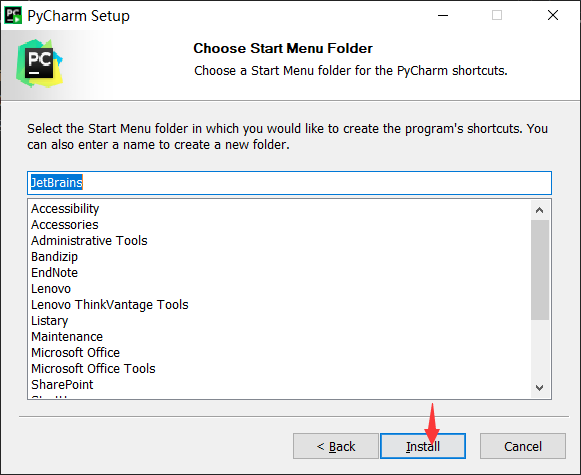 PyCharm Setup
PC
Choose Start Menu Folder
Choose a Start Menu folder for the PyCharm shortcuts.
PC
Select the Start Menu folder in which you would like to create the program's shortcuts. You
can also enter a name to create a new folder.
JetBrains
Accessibility
Accessories
Administrative Tools
Bandizip
EndNote
Lenovo
Lenovo ThinkVantage Tools
Listary
Maintenance
Microsoft Office
Microsoft Office Tools
SharePoint
< Back
Install
Cancel